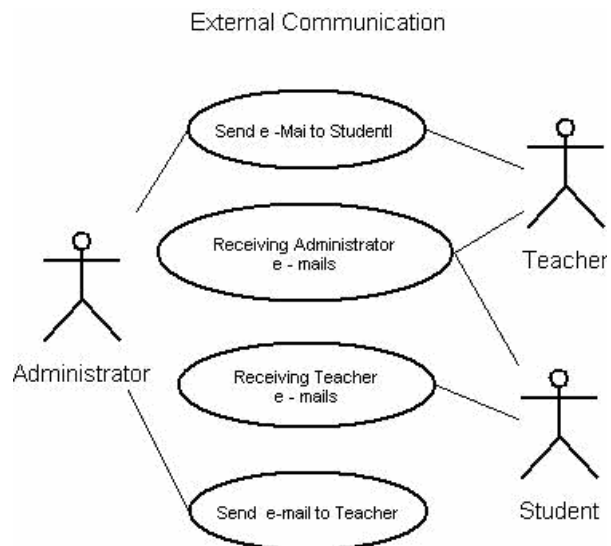 External Communication
Send e -Mai to Studentl
Receiving Administrator
e - mails
Teacher
Administrator
Receiving Teacher
e - mails
Send e-mail to Teacher
Student